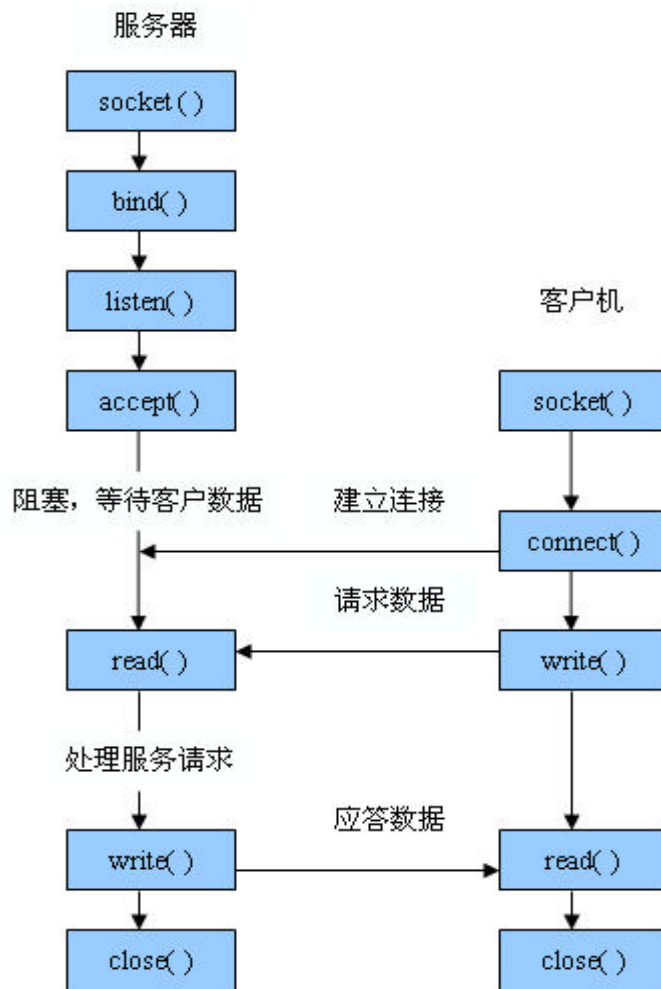 服务器
socket()
bind( )
listen( )
客户机
accept( )
socket( )
阻塞，等待客户数据
建立连接
connect( )
请求数据
read( )
write( )
处理服务请求
应答数据
write( )
read( )
close( )
close( )